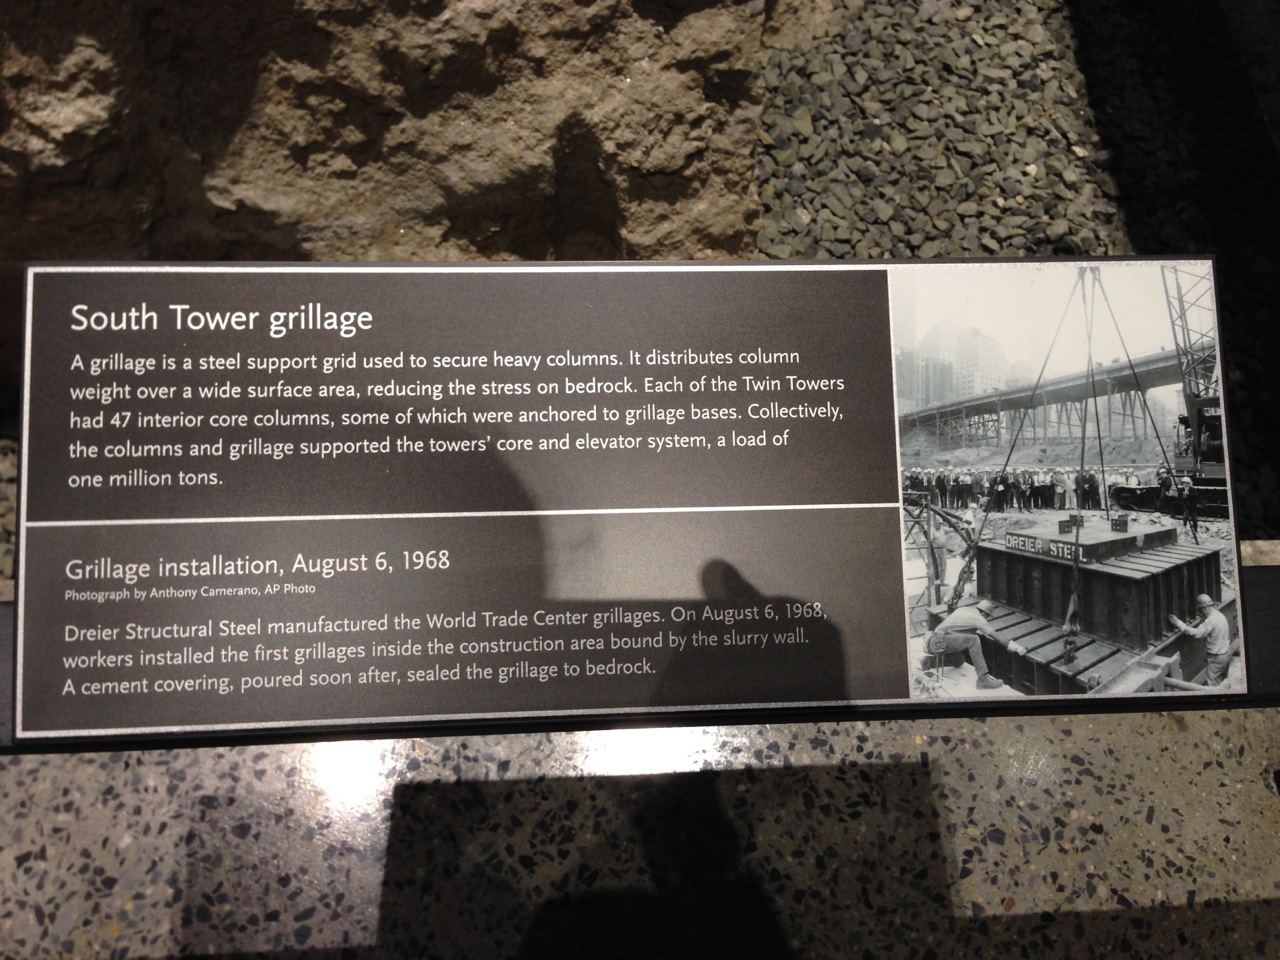 South Tower grillage
A grillage is a steel support grid used to secure heavy columns. It distributes column
weight over a wide surface area, reducing the stress on bedrock. Each of the Twin Towers
had 47 interior core columns, some of which were anchored to grillage bases. Collectively,
the columns and grillage supported the towers’ core and elevator system, a load of
one million tons.
Grillage installation, August 6, 1968
Photograph by Anthony Camerano, AP Photo
Dreier Structural Steel manufactured the World Trade Center grillages. On August 6, 1968,
workers installed the first grillages inside the construction area bound by the slurry wall.
A cement covering, poured soon after, sealed the grillage to bedrock.
DREIER STEEL